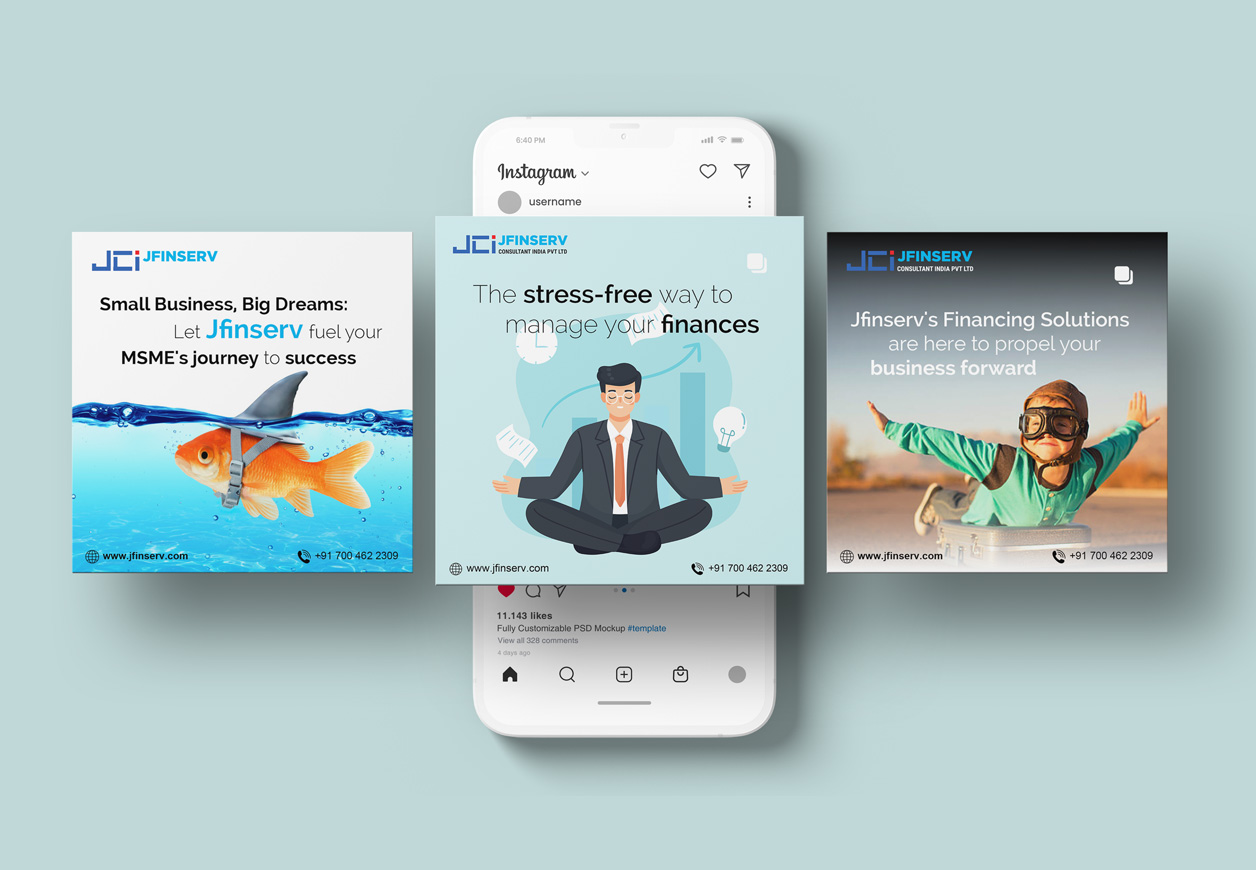 6:40 PM
Instagram
username
JCi JFINSERV
Small Business, Big Dreams:
Let Jfinserv fuel your
MSME's journey to success
www.jfinserv.com
+91 700 462 2309
JCi JFINSERV
CONSULTANT INDIA PVT LTD
The stress-free way to
manage your finances
www.jfinserv.com
+91 700 462 2309
JCi JFINSERV
CONSULTANT INDIA PVT LTD
Jfinserv's Financing Solutions
are here to propel your
business forward
www.jfinserv.com
+91 700 462 2309
11.143 likes
Fully Customizable PSD Mockup #template
View all 328 comments
4 days ago